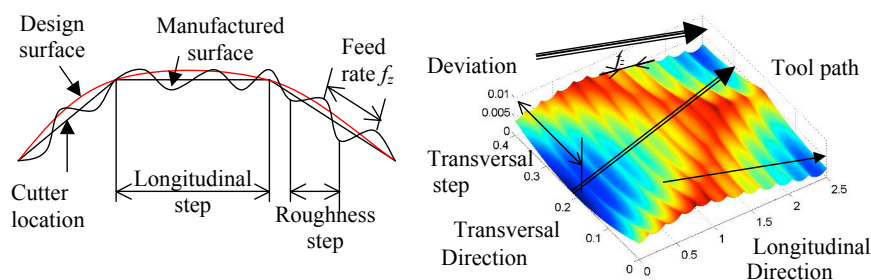 Design
surface
Manufactured
surface
Feed
rate f_z
Cutter
location
Longitudinal
step
Roughness
step
Deviation
f_z
Tool path
0.01
0.005
0
0.4
0.3
0.2
0.1
0
Transversal
step
Transversal
Direction
0
0.5
1
1.5
2
2.5
Longitudinal
Direction